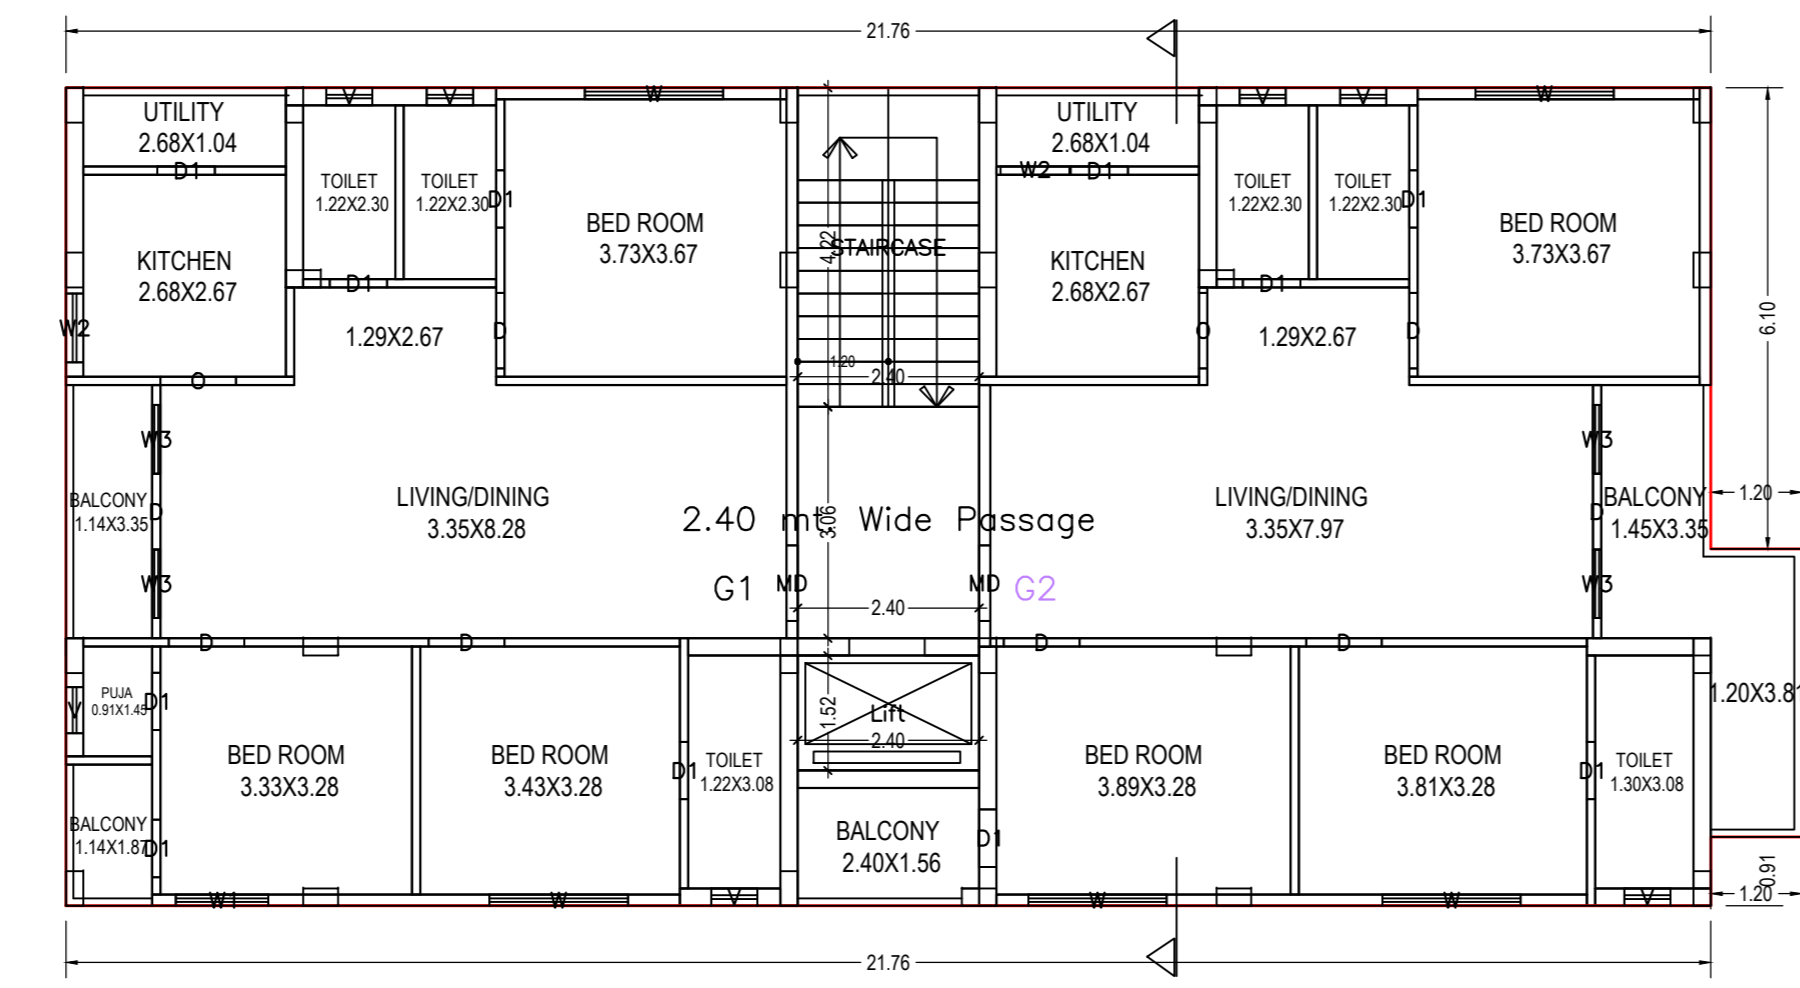 21.76
V
V
W
V
V
W
UTILITY
2.68X1.04
UTILITY
2.68X1.04
D1
W2
D1
TOILET
1.22X2.30
TOILET
1.22X2.30
D1
TOILET
1.22X2.30
TOILET
1.22X2.30
D1
BED ROOM
3.73X3.67
BED ROOM
3.73X3.67
4.22
STAIRCASE
KITCHEN
2.68X2.67
KITCHEN
2.68X2.67
D1
D1
6.10
W2
1.29X2.67
D
O
1.29X2.67
D
1.20
2.40
O
W3
W3
BALCONY
1.14X3.35
D
LIVING/DINING
3.35X8.28
LIVING/DINING
3.35X7.97
D
BALCONY
1.45X3.35
1.20
2.40 mt. Wide Passage
3.06
W3
G1
MD
MD
G2
W3
2.40
D
D
D
D
PUJA
0.91X1.45
D1
V
1.20X3.81
1.52
Lift
2.40
BED ROOM
3.33X3.28
BED ROOM
3.43X3.28
D1
TOILET
1.22X3.08
BED ROOM
3.89X3.28
BED ROOM
3.81X3.28
D1
TOILET
1.30X3.08
BALCONY
1.14X1.87
D1
BALCONY
2.40X1.56
D1
0.91
1.20
W1
W
V
W
W
V
21.76